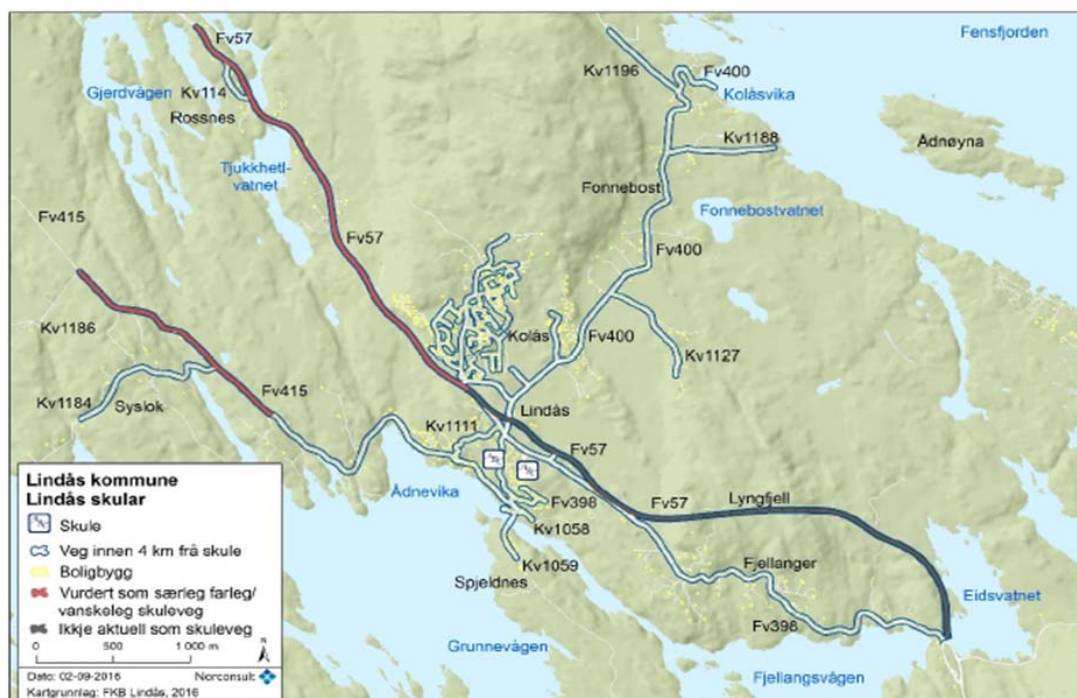 Fv57
Fensfjorden
Kv1196
Fv400
Kv114
Gjerdvågen
Kolåsvika
Rossnes
Kv1188
Ådnøyna
Tjukkhetl-
vatnet
Fonnebost
Fonnebostvatnet
Fv415
Fv57
Fv400
Kv1186
Kolås
Fv400
Kv1127
Fv415
Kv1184
Syslok
Lindås
Kv1111
Fv57
Ådnevika
Fv398
Fv57
Lyngfjell
Kv1058
Kv1059
Fjellanger
Spjeldnes
Eidsvatnet
Fv398
Grunnevågen
Fjellangsvågen
Lindås kommune
Lindås skular
Skule
Veg innen 4 km frå skule
Boligbygg
Vurdert som særleg farleg/
vanskeleg skuleveg
Ikkje aktuell som skuleveg
0 500 1 000 m
N
Dato: 02-09-2016 Norconsult
Kartgrunnlag: FKB Lindås, 2016